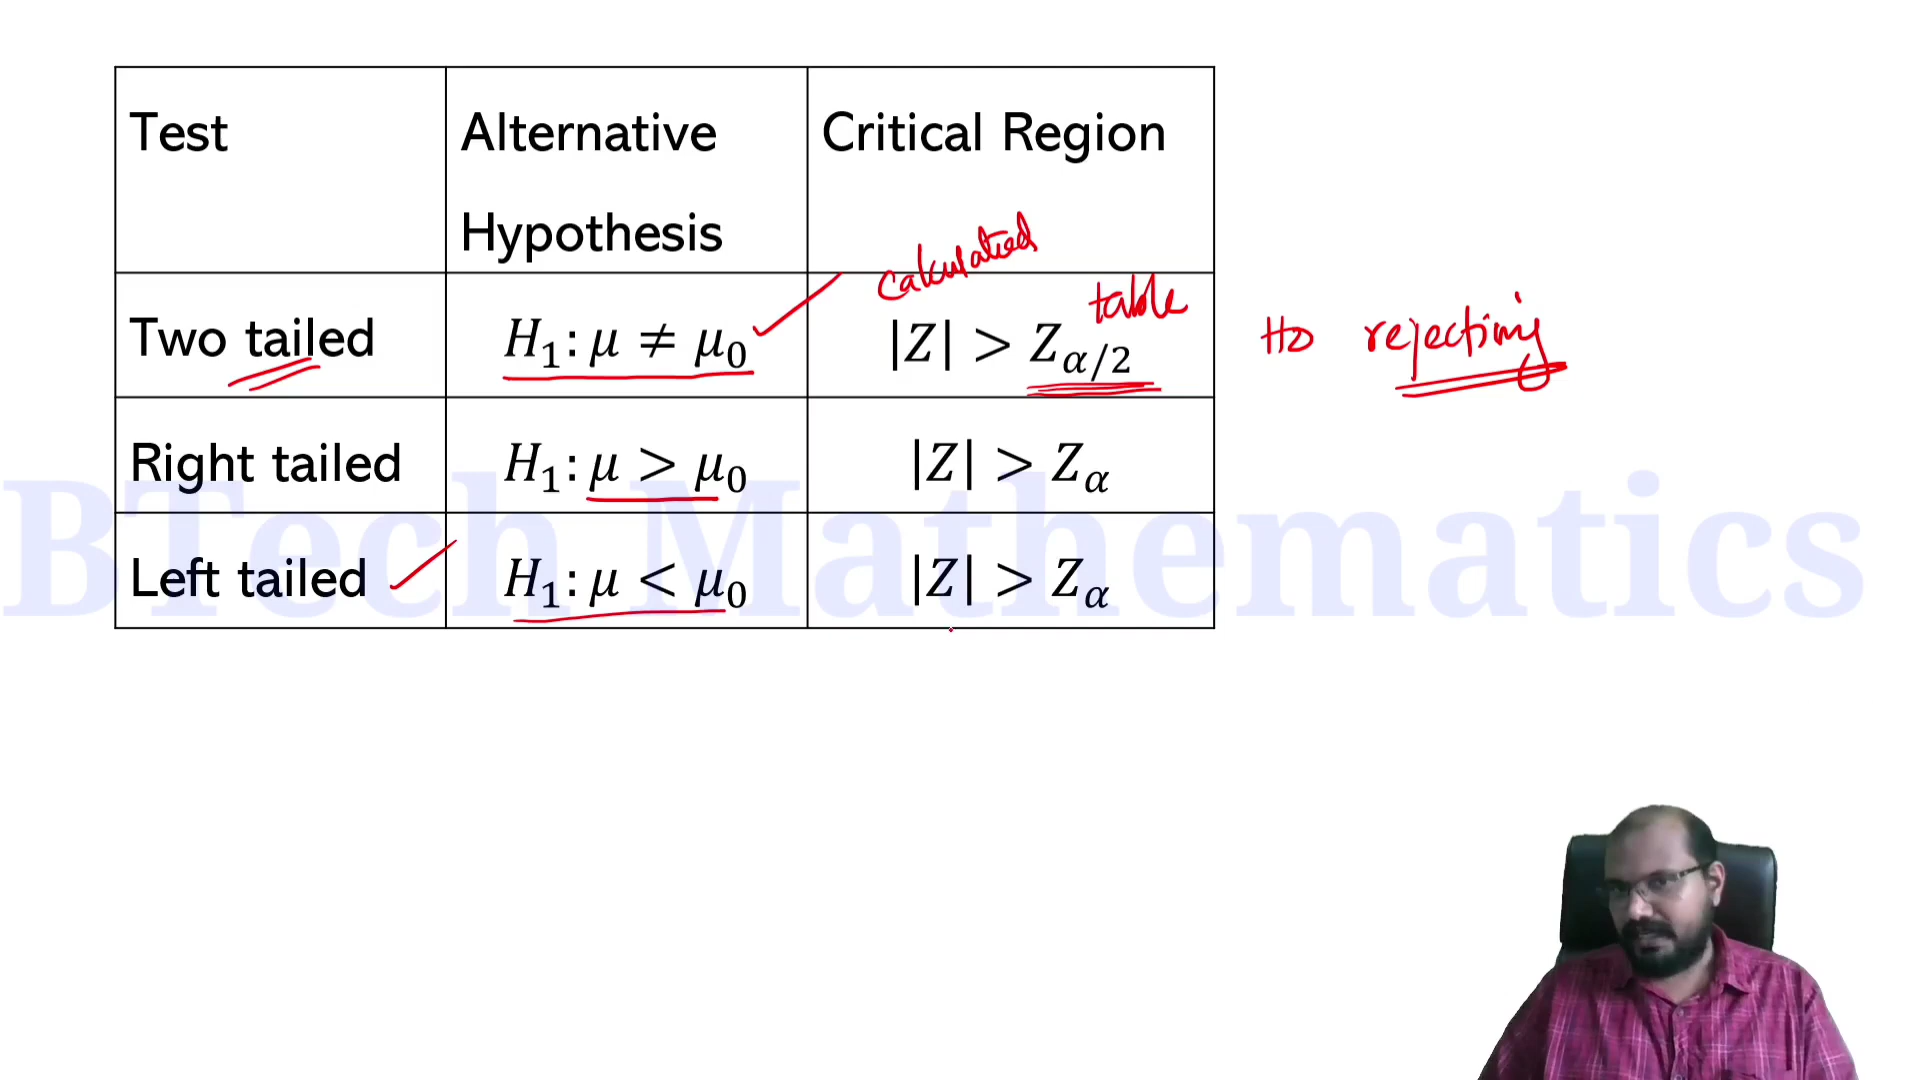 Test Alternative Hypothesis Critical Region
calculated
table
Two tailed H₁: μ ≠ μ₀ |Z| > Z_{α/2} H0 rejecting
Right tailed H₁: μ > μ₀ |Z| > Z_α
BTech Mathematics
Left tailed H₁: μ < μ₀ |Z| > Z_α